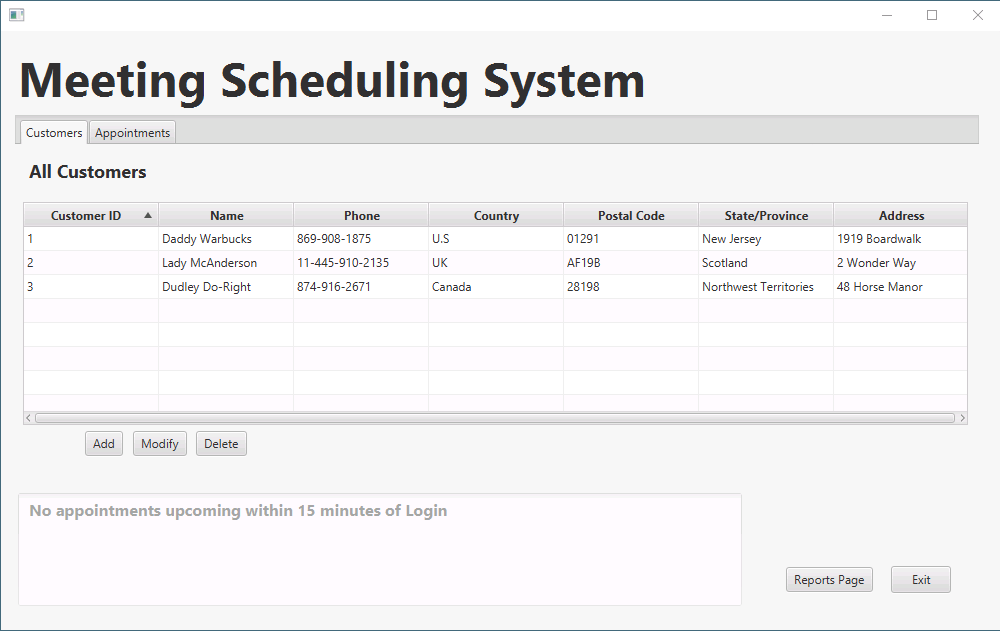 Meeting Scheduling System
Customers Appointments
All Customers
Customer ID Name Phone Country Postal Code State/Province Address
1 Daddy Warbucks 869-908-1875 U.S 01291 New Jersey 1919 Boardwalk
2 Lady McAnderson 11-445-910-2135 UK AF19B Scotland 2 Wonder Way
3 Dudley Do-Right 874-916-2671 Canada 28198 Northwest Territories 48 Horse Manor
Add Modify Delete
No appointments upcoming within 15 minutes of Login
Reports Page Exit